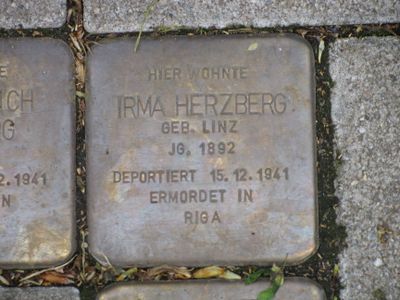 HIER WOHNTE
IRMA HERZBERG
GEB. LINZ
JG. 1892
DEPORTIERT 15.12.1941
ERMORDET IN
RIGA